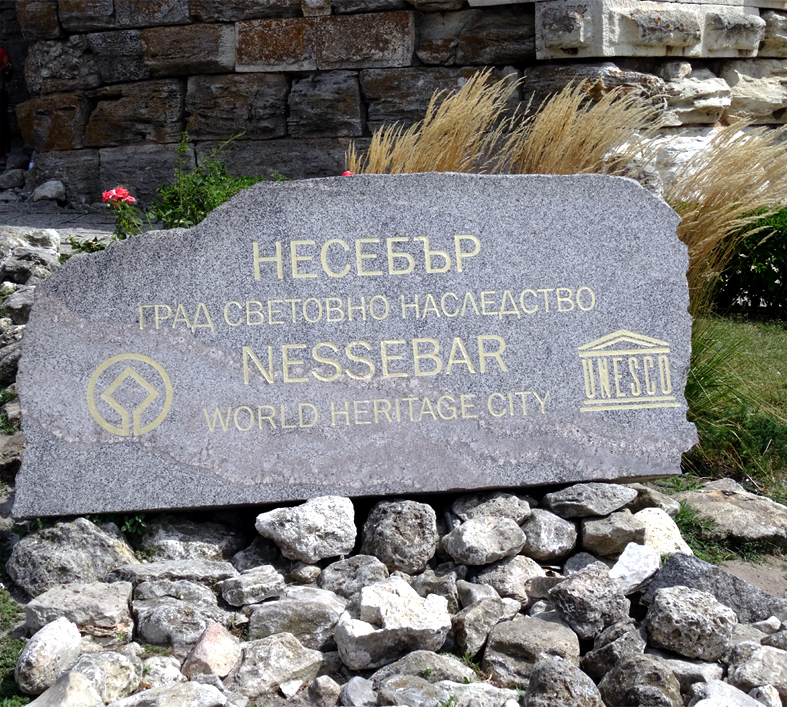 НЕСЕБЪР
ГРАД СВЕТОВНО НАСЛЕДСТВО
NESSEBAR
WORLD HERITAGE CITY
UNESCO